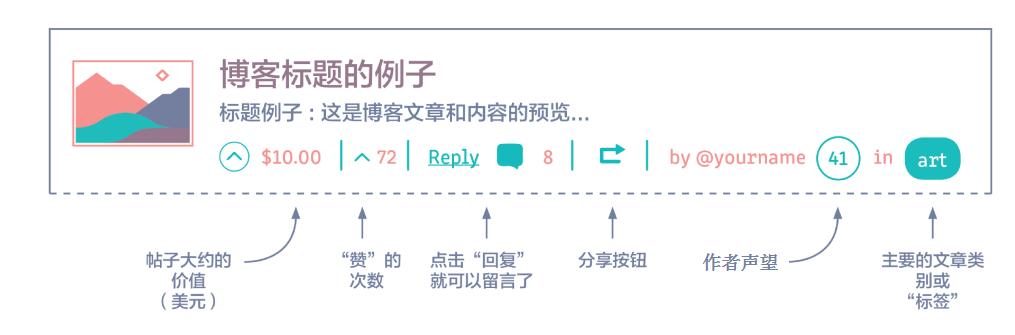 博客标题的例子
标题例子：这是博客文章和内容的预览...
$10.00 72 Reply 8 by @yourname 41 in art
帖子大约的
价值
（美元）
“赞”的
次数
点击“回复”
就可以留言了
分享按钮
作者声望
主要的文章类
别或
“标签”